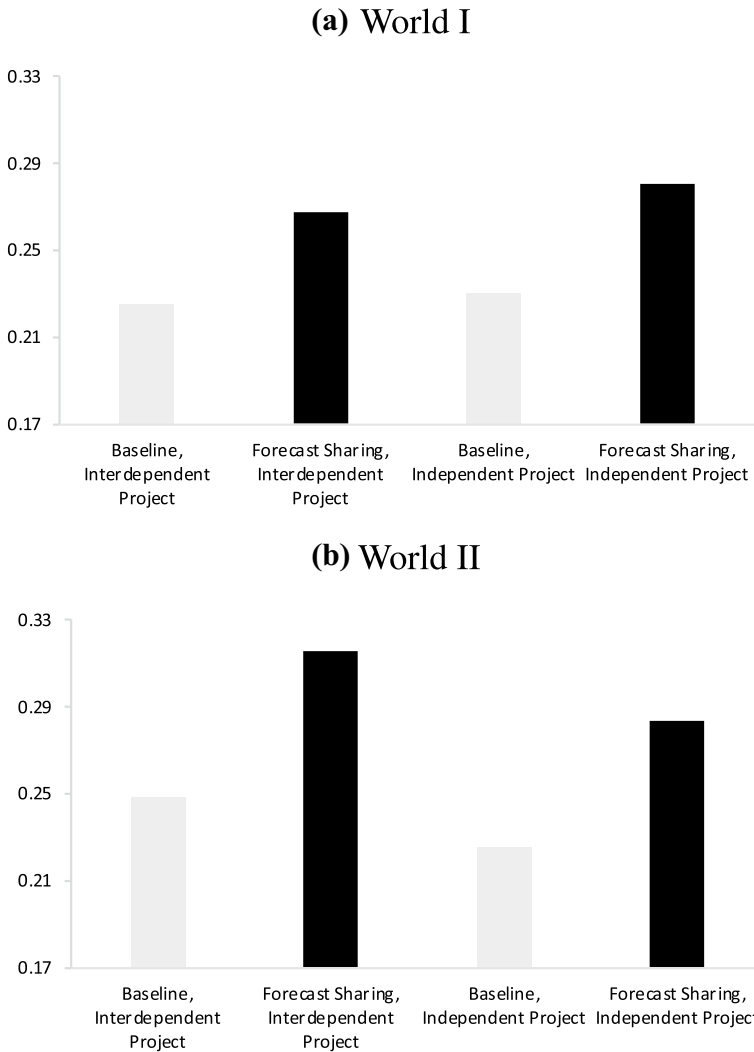 (a) World I
0.33
0.29
0.25
0.21
0.17
Baseline,
Interdependent
Project
Forecast Sharing,
Interdependent
Project
Baseline,
Independent Project
Forecast Sharing,
Independent Project
(b) World II
0.33
0.29
0.25
0.21
0.17
Baseline,
Interdependent
Project
Forecast Sharing,
Interdependent
Project
Baseline,
Independent Project
Forecast Sharing,
Independent Project